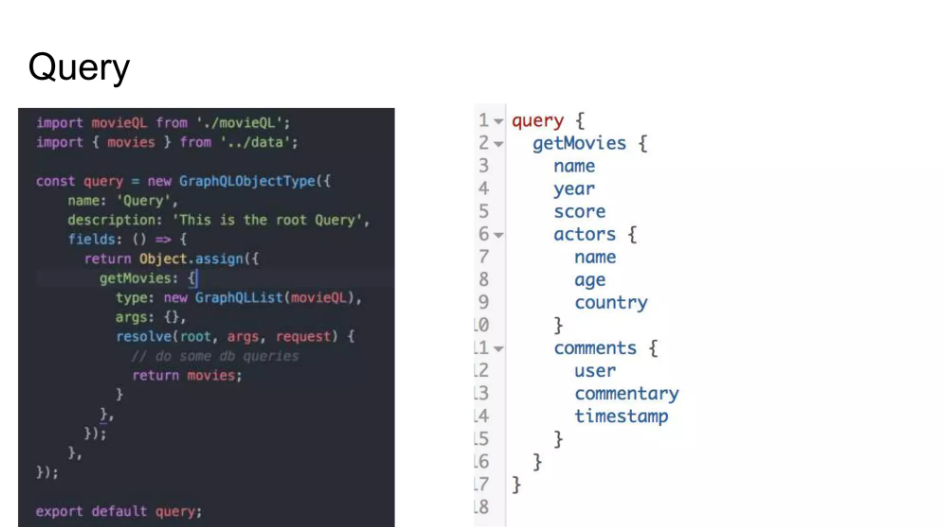 Query
import movieQL from './movieQL';
import { movies } from '../data';
const query = new GraphQLObjectType({
name: 'Query',
description: 'This is the root Query',
fields: () => {
return Object.assign({
getMovies: {
type: new GraphQLList(movieQL),
args: {},
resolve(root, args, request) {
// do some db queries
return movies;
}
},
});
},
});
export default query;
1 query {
2 getMovies {
3 name
4 year
5 score
6 actors {
7 name
8 age
9 country
10 }
11 comments {
12 user
13 commentary
14 timestamp
15 }
16 }
17 }
18